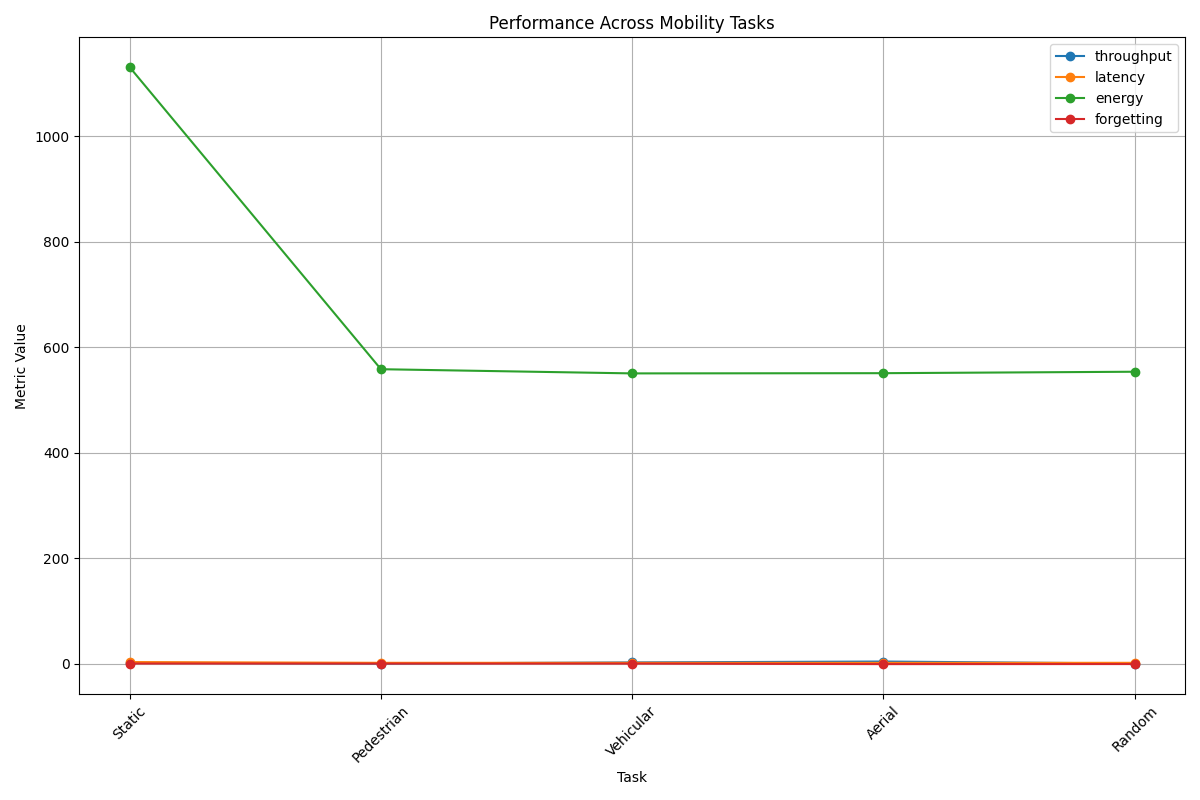 Performance Across Mobility Tasks
throughput
latency
energy
forgetting
Metric Value
1000
800
600
400
200
0
Static
Pedestrian
Vehicular
Aerial
Random
Task